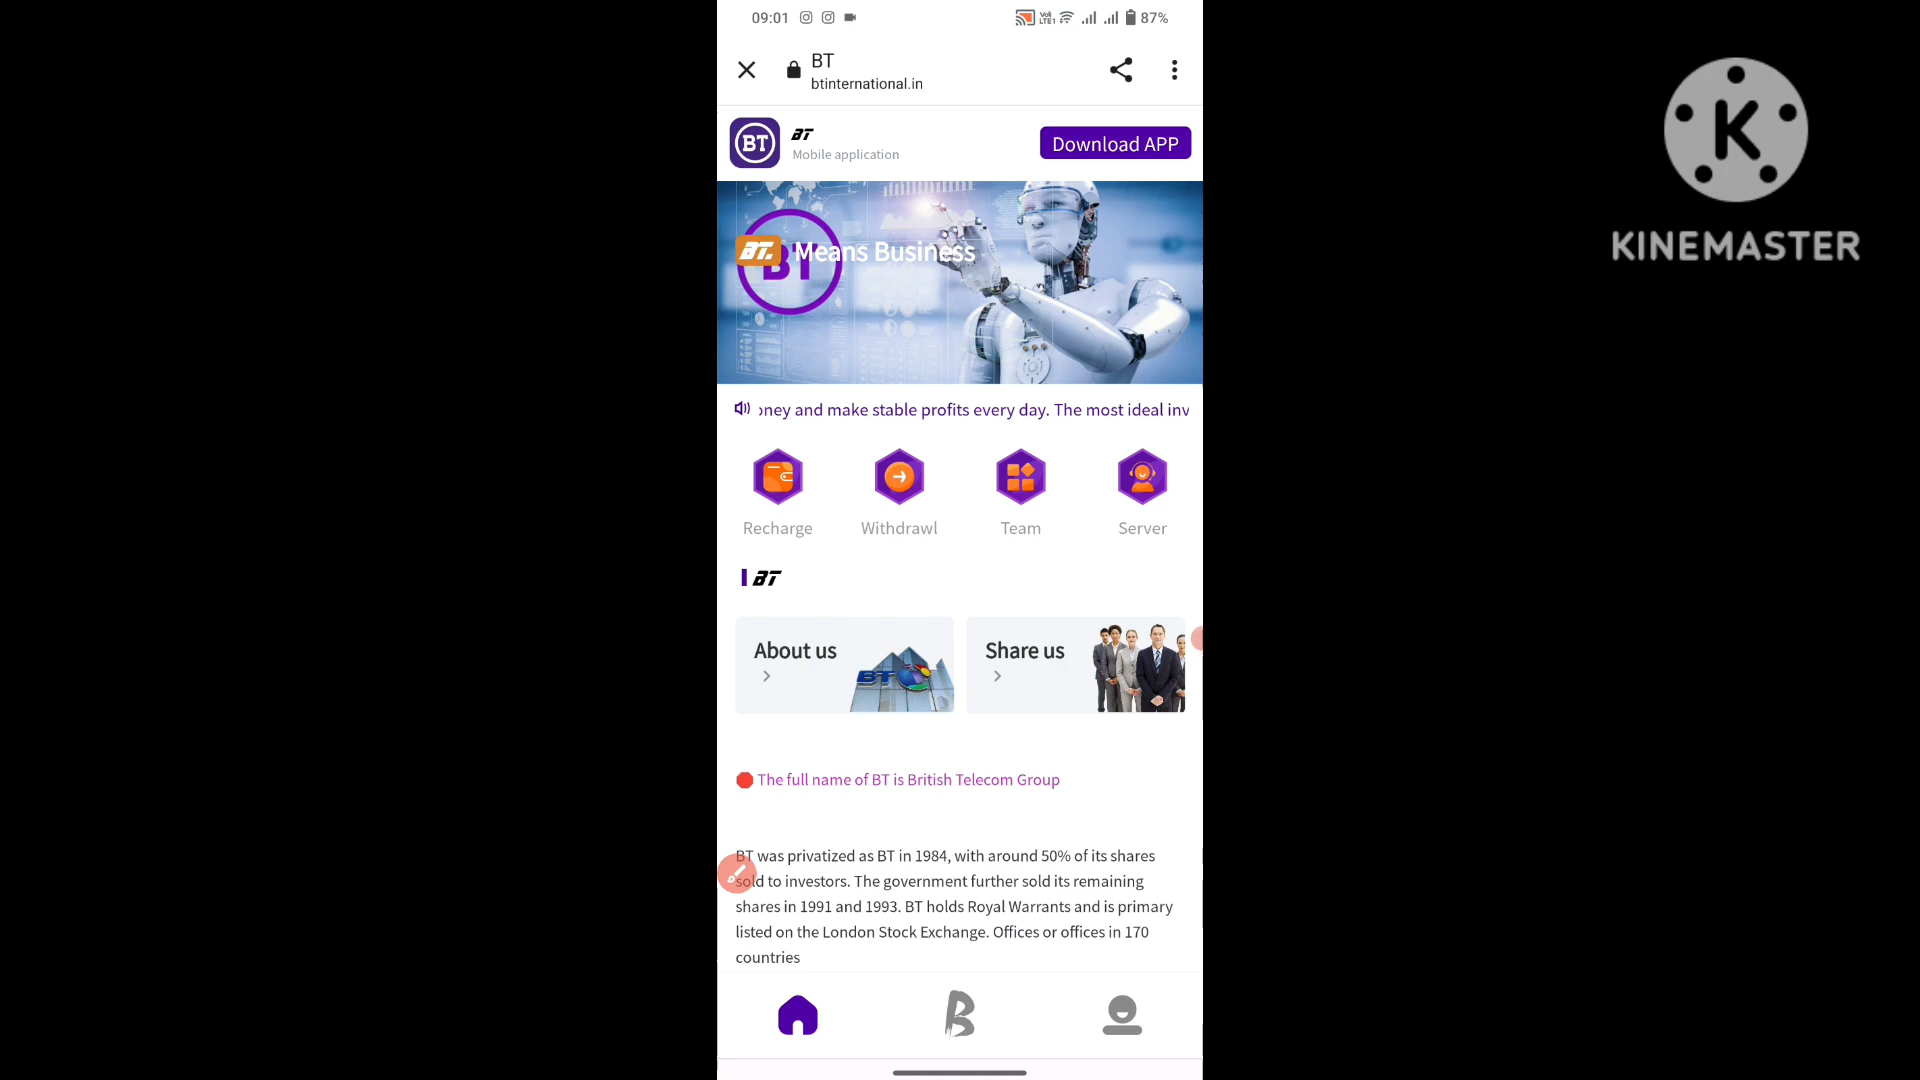 09:01
Vo)) LTE1
87%
BT
btinternational.in
BT
BT
Mobile application
Download APP
BT.
BT
Means Business
oney and make stable profits every day. The most ideal inv
Recharge
Withdrawl
Team
Server
BT
About us
BT
Share us
The full name of BT is British Telecom Group
BT was privatized as BT in 1984, with around 50% of its shares
sold to investors. The government further sold its remaining
shares in 1991 and 1993. BT holds Royal Warrants and is primary
listed on the London Stock Exchange. Offices or offices in 170
countries
B
K
KINEMASTER